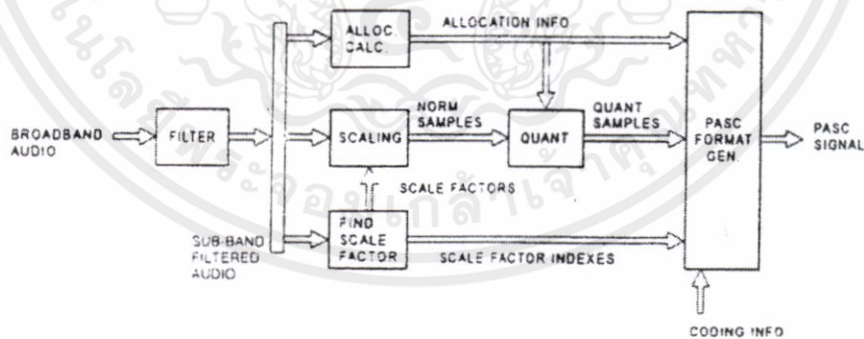 ALLOCATION INFO
ALLOC.
CALC.
BROADBAND
AUDIO
FILTER
SCALING
NORM
SAMPLES
QUANT
QUANT
SAMPLES
PASC
FORMAT
GEN.
PASC
SIGNAL
SCALE FACTORS
SUB-BAND
FILTERED
AUDIO
FIND
SCALE
FACTOR
SCALE FACTOR INDEXES
CODING INFO